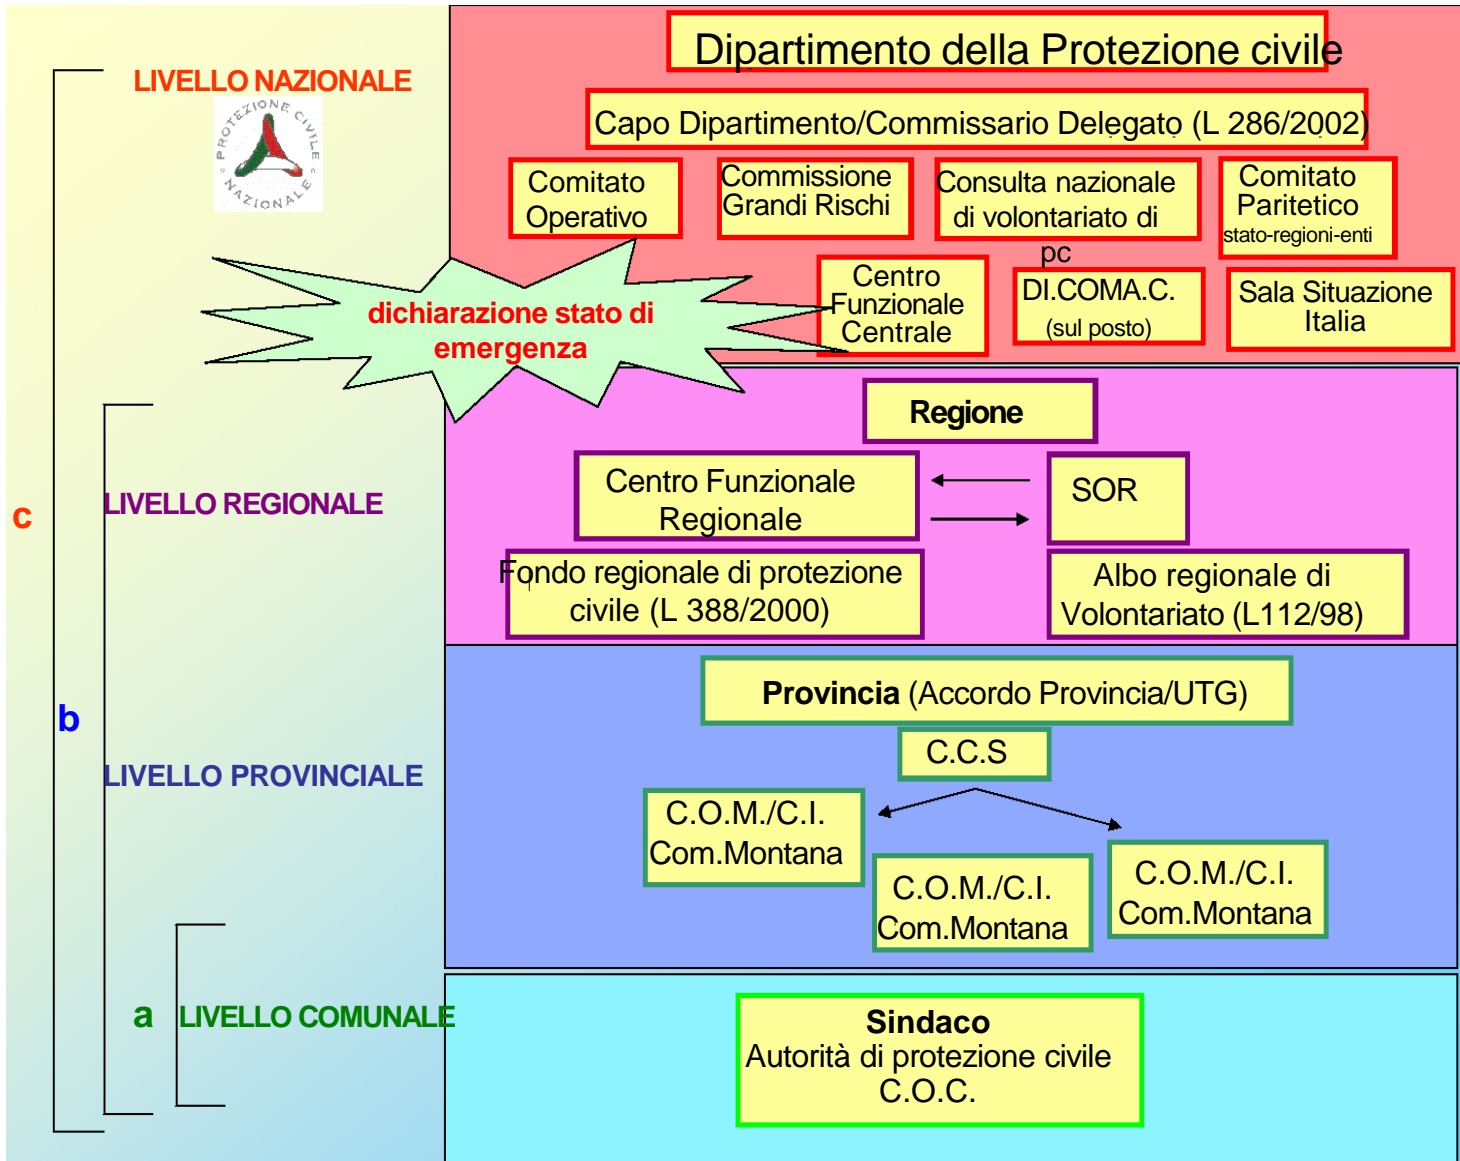 Dipartimento della Protezione civile
LIVELLO NAZIONALE
PROTEZIONE CIVILE
NAZIONALE
Capo Dipartimento/Commissario Delegato (L 286/2002)
Comitato
Operativo
Commissione
Grandi Rischi
Consulta nazionale
di volontariato di
pc
Comitato
Paritetico
stato-regioni-enti
dichiarazione stato di
emergenza
Centro
Funzionale
Centrale
DI.COMA.C.
(sul posto)
Sala Situazione
Italia
Regione
c
LIVELLO REGIONALE
Centro Funzionale
Regionale
SOR
Fondo regionale di protezione
civile (L 388/2000)
Albo regionale di
Volontariato (L112/98)
b
LIVELLO PROVINCIALE
Provincia (Accordo Provincia/UTG)
C.C.S
C.O.M./C.I.
Com.Montana
C.O.M./C.I.
Com.Montana
C.O.M./C.I.
Com.Montana
a
LIVELLO COMUNALE
Sindaco
Autorità di protezione civile
C.O.C.